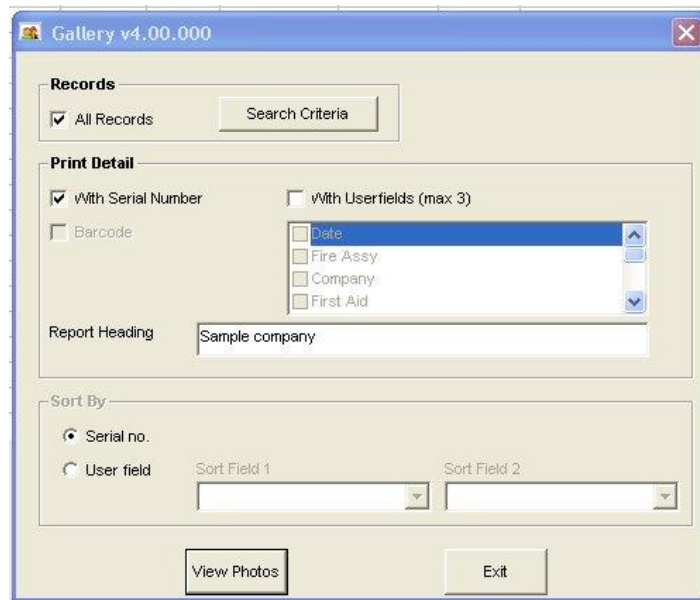 Gallery v4.00.000
Records
All Records
Search Criteria
Print Detail
With Serial Number
With Userfields (max 3)
Barcode
Date
Fire Assy
Company
First Aid
Report Heading
Sample company
Sort By
Serial no.
User field
Sort Field 1
Sort Field 2
View Photos
Exit